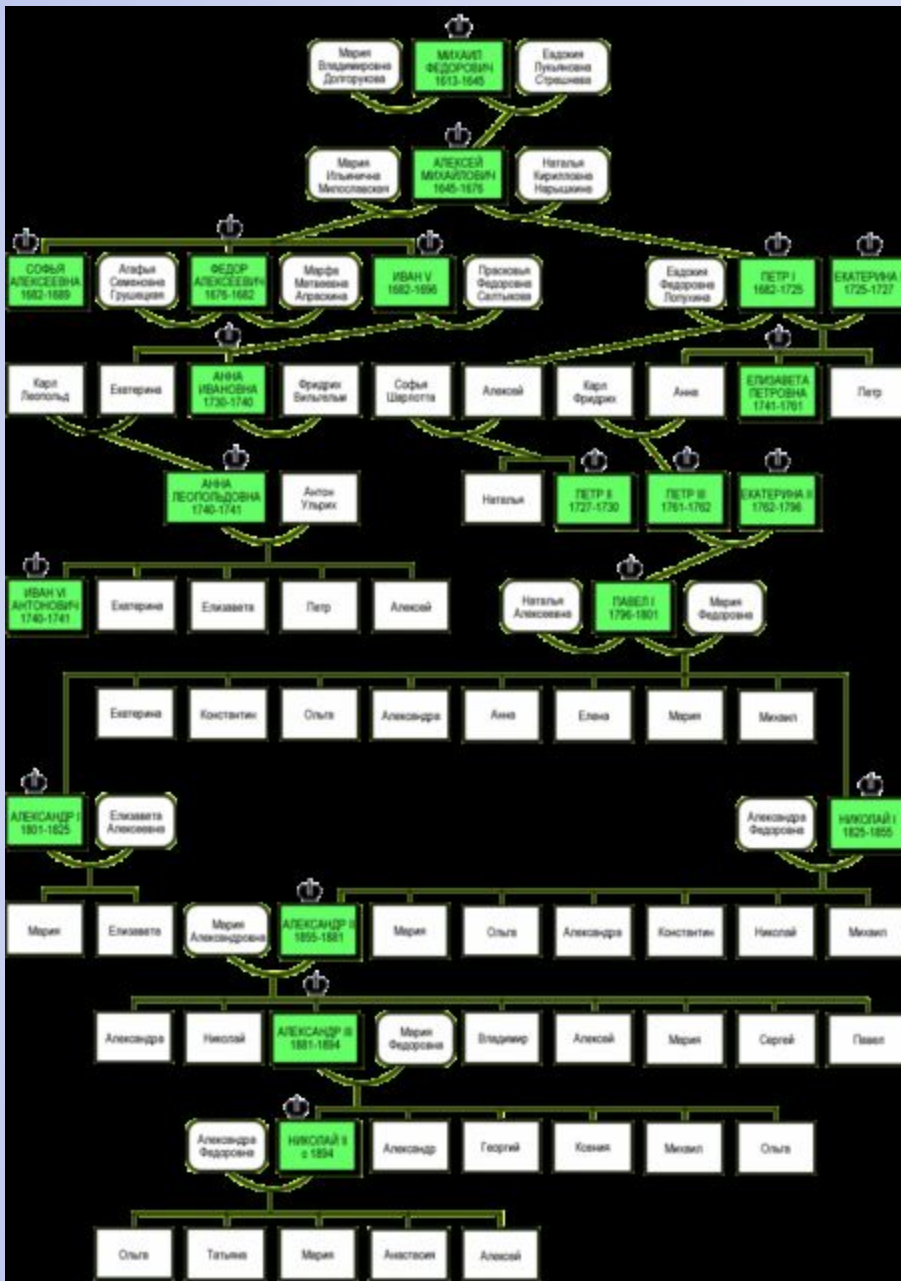 Мария
Владимировна
Долгорукова
МИХАИЛ
ФЕДОРОВИЧ
1613-1645
Евдокия
Лукьяновна
Стрешнева
Мария
Ильинична
Милославская
АЛЕКСЕЙ
МИХАЙЛОВИЧ
1645-1676
Наталья
Кирилловна
Нарышкина
СОФЬЯ
АЛЕКСЕЕВНА
1682-1689
Агафья
Семеновна
Грушецкая
ФЕДОР
АЛЕКСЕЕВИЧ
1676-1682
Марфа
Матвеевна
Апраксина
ИВАН V
1682-1696
Прасковья
Федоровна
Салтыкова
Евдокия
Федоровна
Лопухина
ПЕТР I
1682-1725
ЕКАТЕРИНА I
1725-1727
Карл
Леопольд
Екатерина
АННА
ИВАНОВНА
1730-1740
Фридрих
Вильгельм
Софья
Шарлотта
Алексей
Карл
Фридрих
Анна
ЕЛИЗАВЕТА
ПЕТРОВНА
1741-1761
Петр
АННА
ЛЕОПОЛЬДОВНА
1740-1741
Антон
Ульрих
Наталья
ПЕТР II
1727-1730
ПЕТР III
1761-1762
ЕКАТЕРИНА II
1762-1796
ИВАН VI
АНТОНОВИЧ
1740-1741
Екатерина
Елизавета
Петр
Алексей
Наталья
Алексеевна
ПАВЕЛ I
1796-1801
Мария
Федоровна
Екатерина
Константин
Ольга
Александра
Анна
Елена
Мария
Михаил
АЛЕКСАНДР I
1801-1825
Елизавета
Алексеевна
Александра
Федоровна
НИКОЛАЙ I
1825-1855
Мария
Елизавета
Мария
Александровна
АЛЕКСАНДР II
1855-1881
Мария
Ольга
Александра
Константин
Николай
Михаил
Александра
Николай
АЛЕКСАНДР III
1881-1894
Мария
Федоровна
Владимир
Алексей
Мария
Сергей
Павел
Александра
Федоровна
НИКОЛАЙ II
с 1894
Александр
Георгий
Ксения
Михаил
Ольга
Ольга
Татьяна
Мария
Анастасия
Алексей